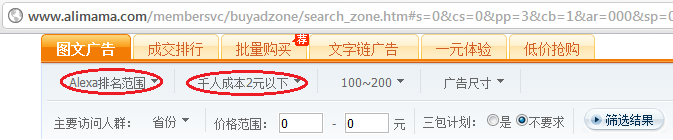 www.alimama.com/membersvc/buyadzone/search_zone.htm#s=0&cs=0&pp=3&cb=1&ar=000&sp=0
图文广告 成交排行 批量购买 荐 文字链广告 一元体验 低价抢购
Alexa排名范围 千人成本2元以下 100~200 广告尺寸
主要访问人群： 省份 价格范围： 0 - 0 元 三包计划： 是 不要求 筛选结果